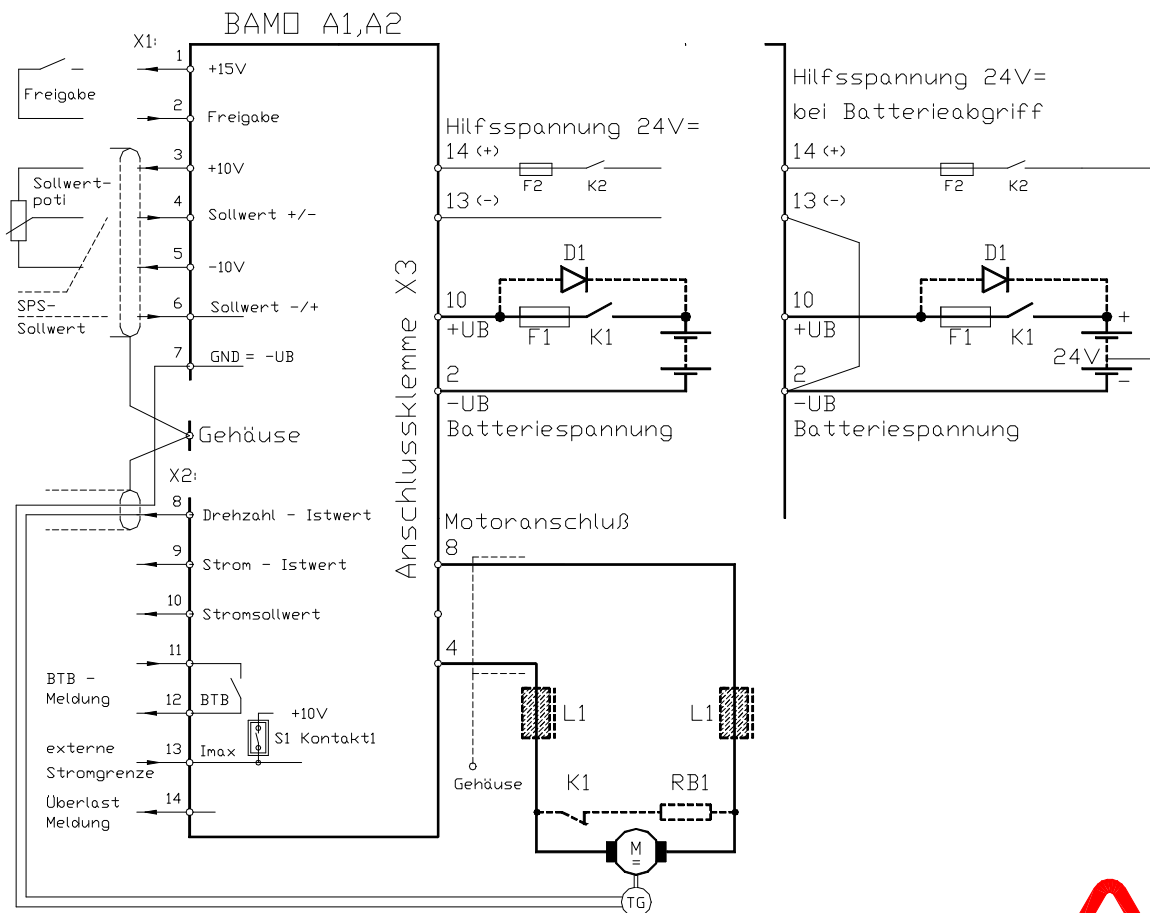 BAMO A1,A2
X1:
1
+15V
Freigabe
2
Freigabe
3
+10V
Sollwert-
poti
4
Sollwert +/-
5
-10V
SPS-
Sollwert
6
Sollwert -/+
7
GND = -UB
Gehäuse
X2:
8
Drehzahl - Istwert
9
Strom - Istwert
10
Stromsollwert
11
BTB -
Meldung
12
BTB
+10V
S1 Kontakt1
externe
Stromgrenze
13
Imax
Überlast
Meldung
14
Anschlussklemme X3
Hilfsspannung 24V=
14 (+)
F2
K2
13 (-)
D1
10
+UB
F1
K1
2
-UB
Batteriespannung
Motoranschluß
8
4
L1
L1
Gehäuse
K1
RB1
M
=
TG
Hilfsspannung 24V=
bei Batterieabgriff
14 (+)
F2
K2
13 (-)
D1
10
+UB
F1
K1
+
24V
-
2
-UB
Batteriespannung